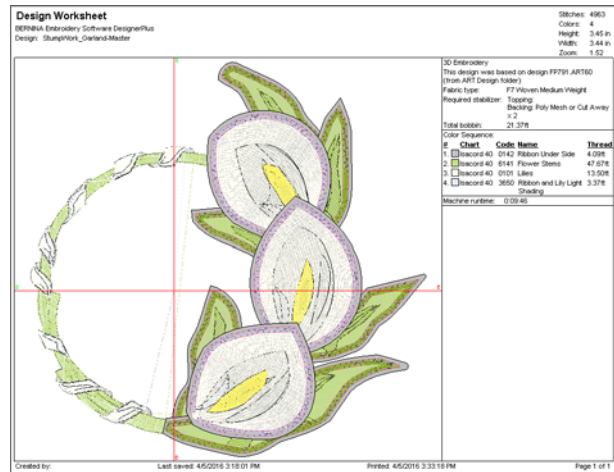 Design Worksheet
BERNINA Embroidery Software DesignerPlus
Design: StumpWork_Garland-Master
Stitches: 4963
Colors: 4
Height: 3.45 in
Width: 3.44 in
Zoom: 1.52
3D Embroidery
This design was based on design FP791.ART60
(from ART Design folder)
Fabric type: F7 Woven Medium Weight
Required stabilizer: Topping
Backing: Poly Mesh or Cut Away
x 2
Total bobbin: 21.37ft
Color Sequence:
# Chart Code Name Thread
1. Isacord 40 0142 Ribbon Under Side 4.09ft
2. Isacord 40 6141 Flower Stems 47.67ft
3. Isacord 40 0101 Lilies 13.50ft
4. Isacord 40 3650 Ribbon and Lily Light 3.37ft
Shading
Machine runtime: 0:09:46
Created by: Last saved: 4/5/2016 3:18:01 PM Printed: 4/5/2016 3:33:18 PM Page 1 of 1